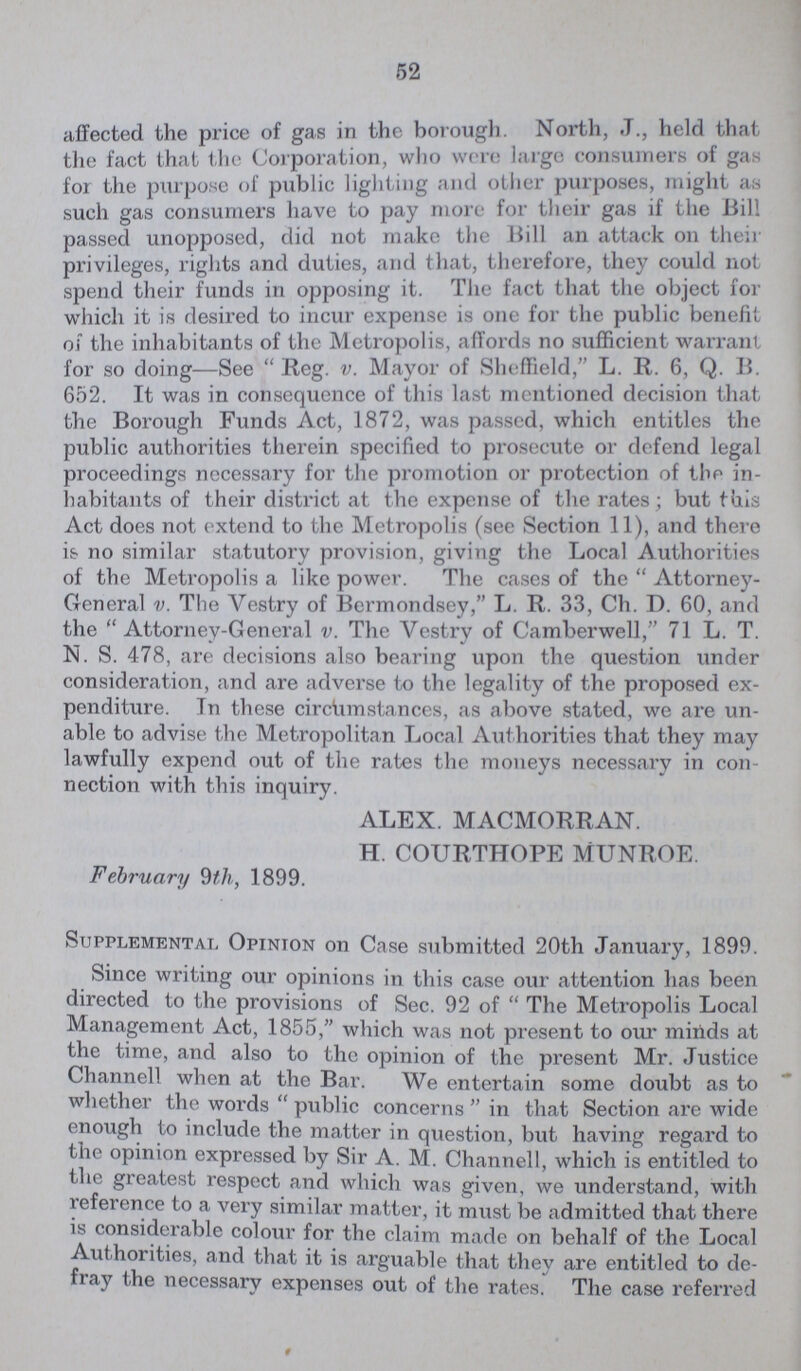 52
affected the price of gas in the borough. North, J., held that
the fact that the Corporation, who were large consumers of gas
for the purpose of public lighting and other purposes, might as
such gas consumers have to pay more for their gas if the Bill
passed unopposed, did not make the Bill an attack on their
privileges, rights and duties, and that, therefore, they could not
spend their funds in opposing it. The fact that the object for
which it is desired to incur expense is one for the public benefit
of the inhabitants of the Metropolis, affords no sufficient warrant
for so doing—See “ Reg. v. Mayor of Sheffield,” L. R. 6, Q. B.
652. It was in consequence of this last mentioned decision that
the Borough Funds Act, 1872, was passed, which entitles the
public authorities therein specified to prosecute or defend legal
proceedings necessary for the promotion or protection of the in-
habitants of their district at the expense of the rates ; but this
Act does not extend to the Metropolis (see Section 11), and there
is no similar statutory provision, giving the Local Authorities
of the Metropolis a like power. The cases of the “ Attorney-
General v. The Vestry of Bermondsey,” L. R. 33, Ch. D. 60, and
the “ Attorney-General v. The Vestry of Camberwell,” 71 L. T.
N. S. 478, are decisions also bearing upon the question under
consideration, and are adverse to the legality of the proposed ex-
penditure. In these circumstances, as above stated, we are un-
able to advise the Metropolitan Local Authorities that they may
lawfully expend out of the rates the moneys necessary in con-
nection with this inquiry.
ALEX. MACMORRAN.
H. COURTHOPE MUNROE.
February 9th, 1899.
Supplemental Opinion on Case submitted 20th January, 1899.
Since writing our opinions in this case our attention has been
directed to the provisions of Sec. 92 of “ The Metropolis Local
Management Act, 1855,” which was not present to our minds at
the time, and also to the opinion of the present Mr. Justice
Channell when at the Bar. We entertain some doubt as to
whether the words “ public concerns ” in that Section are wide
enough to include the matter in question, but having regard to
the opinion expressed by Sir A. M. Channell, which is entitled to
the greatest respect and which was given, we understand, with
reference to a very similar matter, it must be admitted that there
is considerable colour for the claim made on behalf of the Local
Authorities, and that it is arguable that they are entitled to de-
fray the necessary expenses out of the rates. The case referred